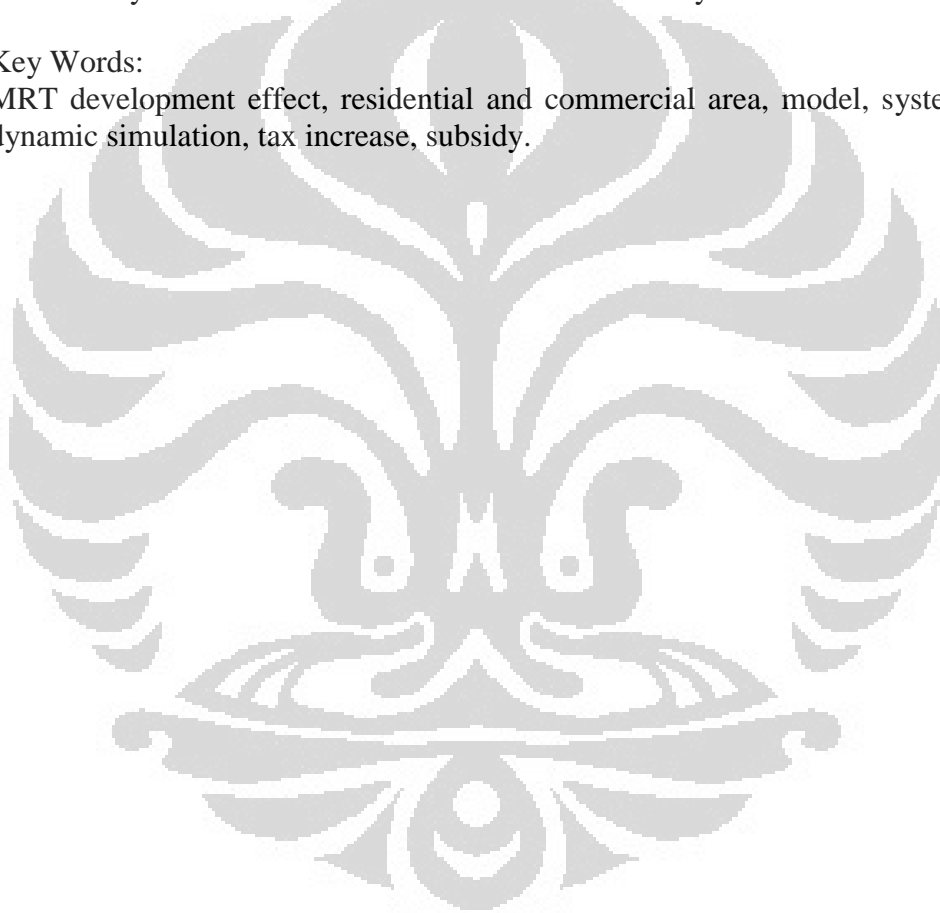 Key Words:
MRT development effect, residential and commercial area, model, syste
dynamic simulation, tax increase, subsidy.